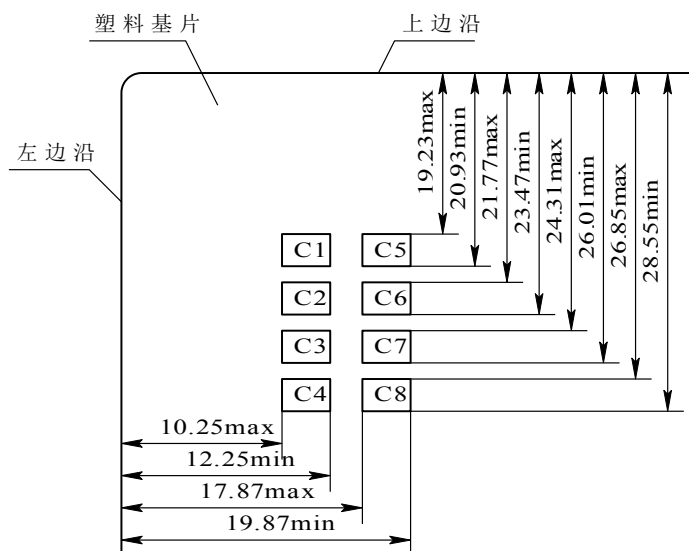 塑料基片
上边沿
左边沿
19.23max
20.93min
21.77max
23.47min
24.31max
26.01min
26.85max
28.55min
C1 C5
C2 C6
C3 C7
C4 C8
10.25max
12.25min
17.87max
19.87min